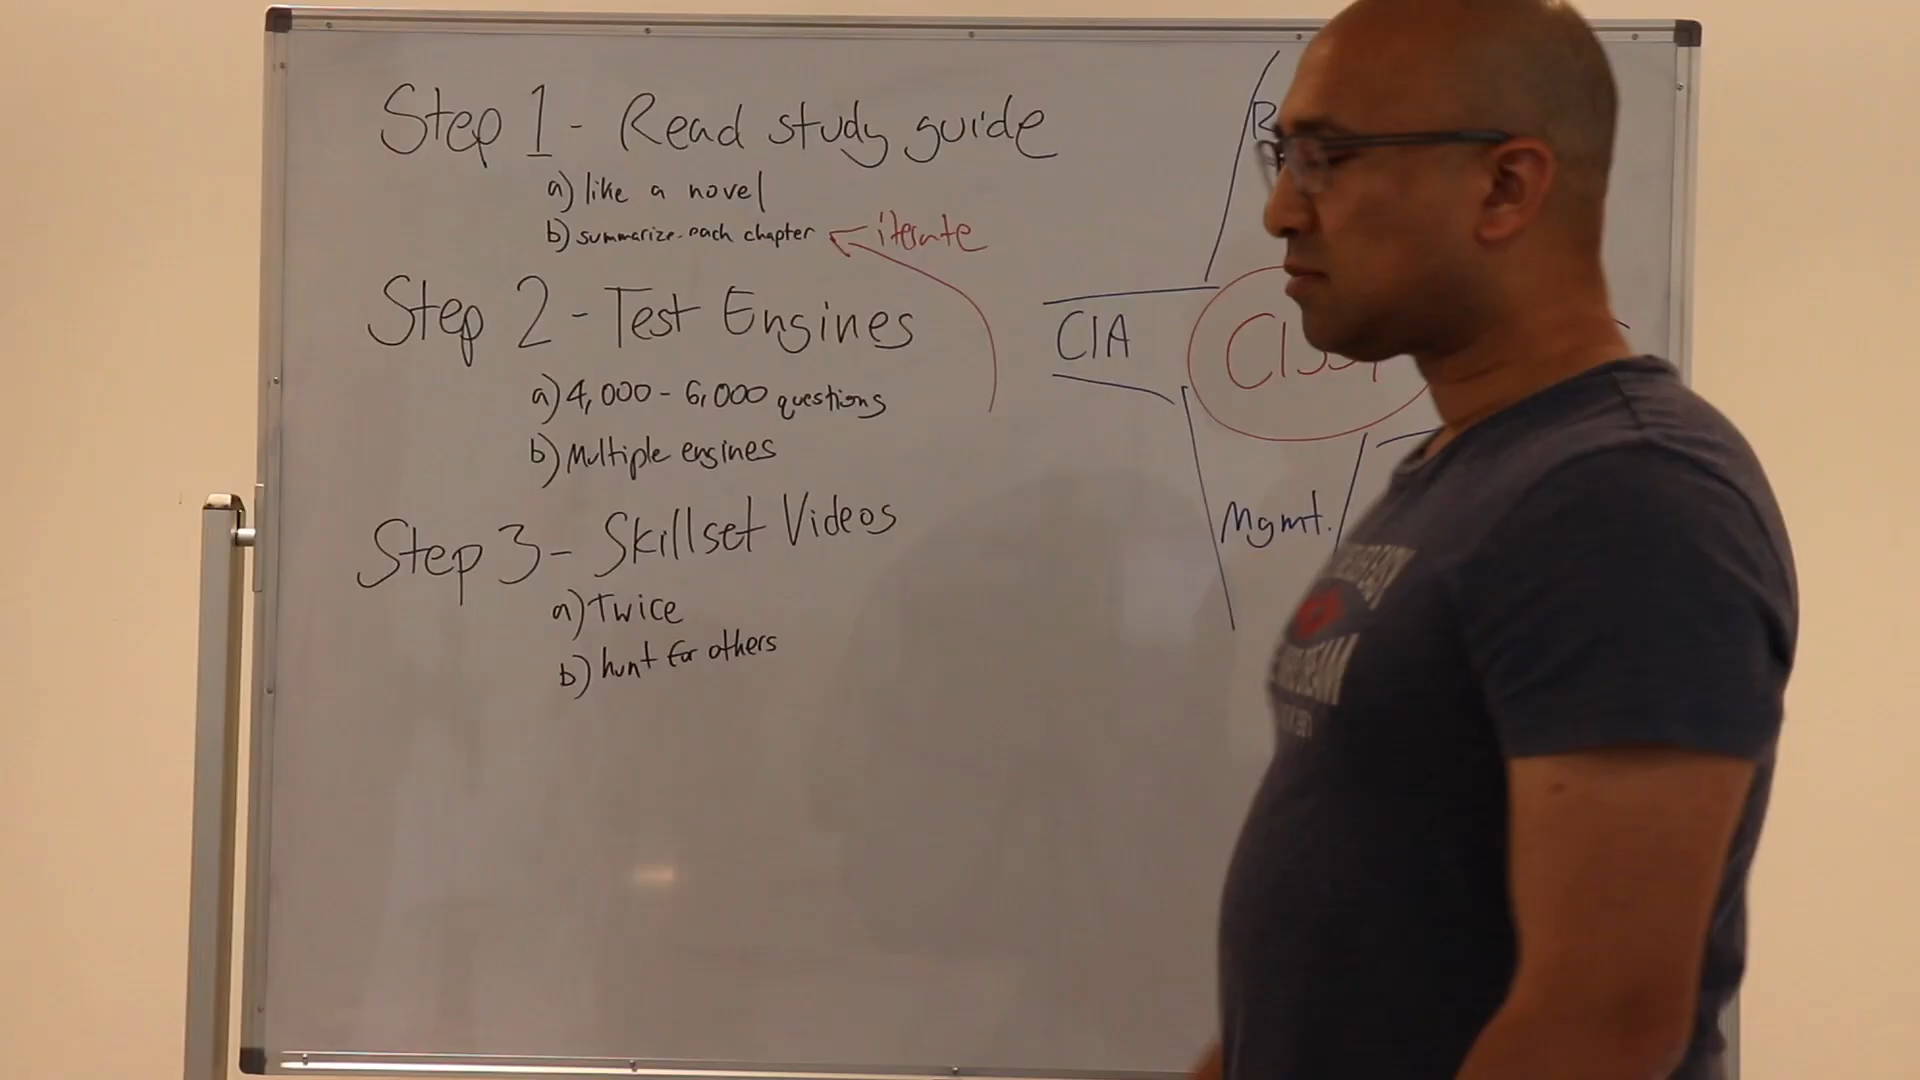 Step 1 - Read study guide
a) like a novel
b) summarize each chapter
iterate
Step 2 - Test Engines
a) 4,000 - 6,000 questions
b) Multiple engines
Step 3 - Skillset Videos
a) Twice
b) hunt for others
CIA
Mgmt.